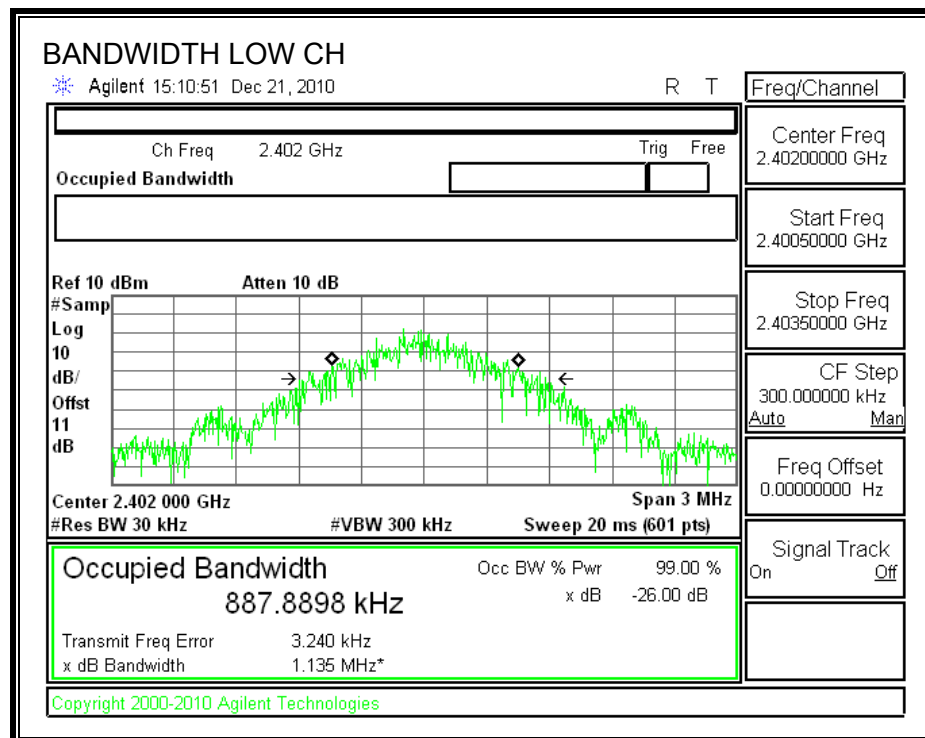 BANDWIDTH LOW CH
Agilent 15:10:51 Dec 21, 2010 R T
Freq/Channel
Ch Freq 2.402 GHz Trig Free
Occupied Bandwidth
Center Freq
2.40200000 GHz
Start Freq
2.40050000 GHz
Stop Freq
2.40350000 GHz
CF Step
300.000000 kHz
Auto Man
Freq Offset
0.00000000 Hz
Signal Track
On Off
Ref 10 dBm Atten 10 dB
#Samp
Log
10
dB/
Offst
11
dB
Center 2.402 000 GHz Span 3 MHz
#Res BW 30 kHz #VBW 300 kHz Sweep 20 ms (601 pts)
Occupied Bandwidth Occ BW % Pwr 99.00 %
887.8898 kHz x dB -26.00 dB
Transmit Freq Error 3.240 kHz
x dB Bandwidth 1.135 MHz*
Copyright 2000-2010 Agilent Technologies